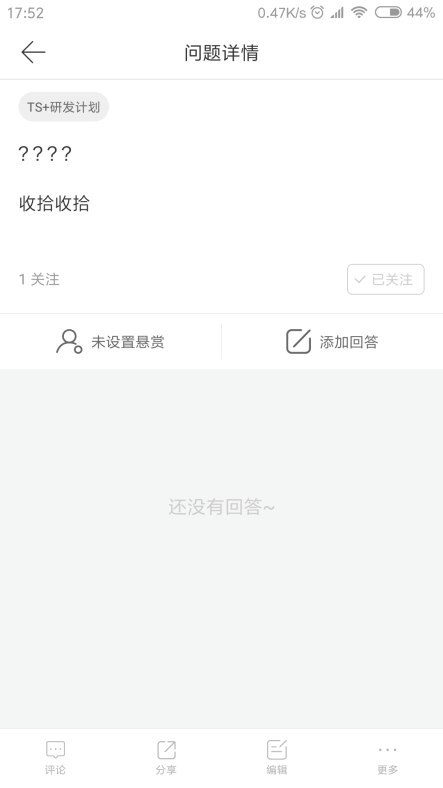 17:52
0.47K/s
44%
问题详情
TS+研发计划
????
收拾收拾
1 关注
已关注
未设置悬赏
添加回答
还没有回答~
评论
分享
编辑
更多